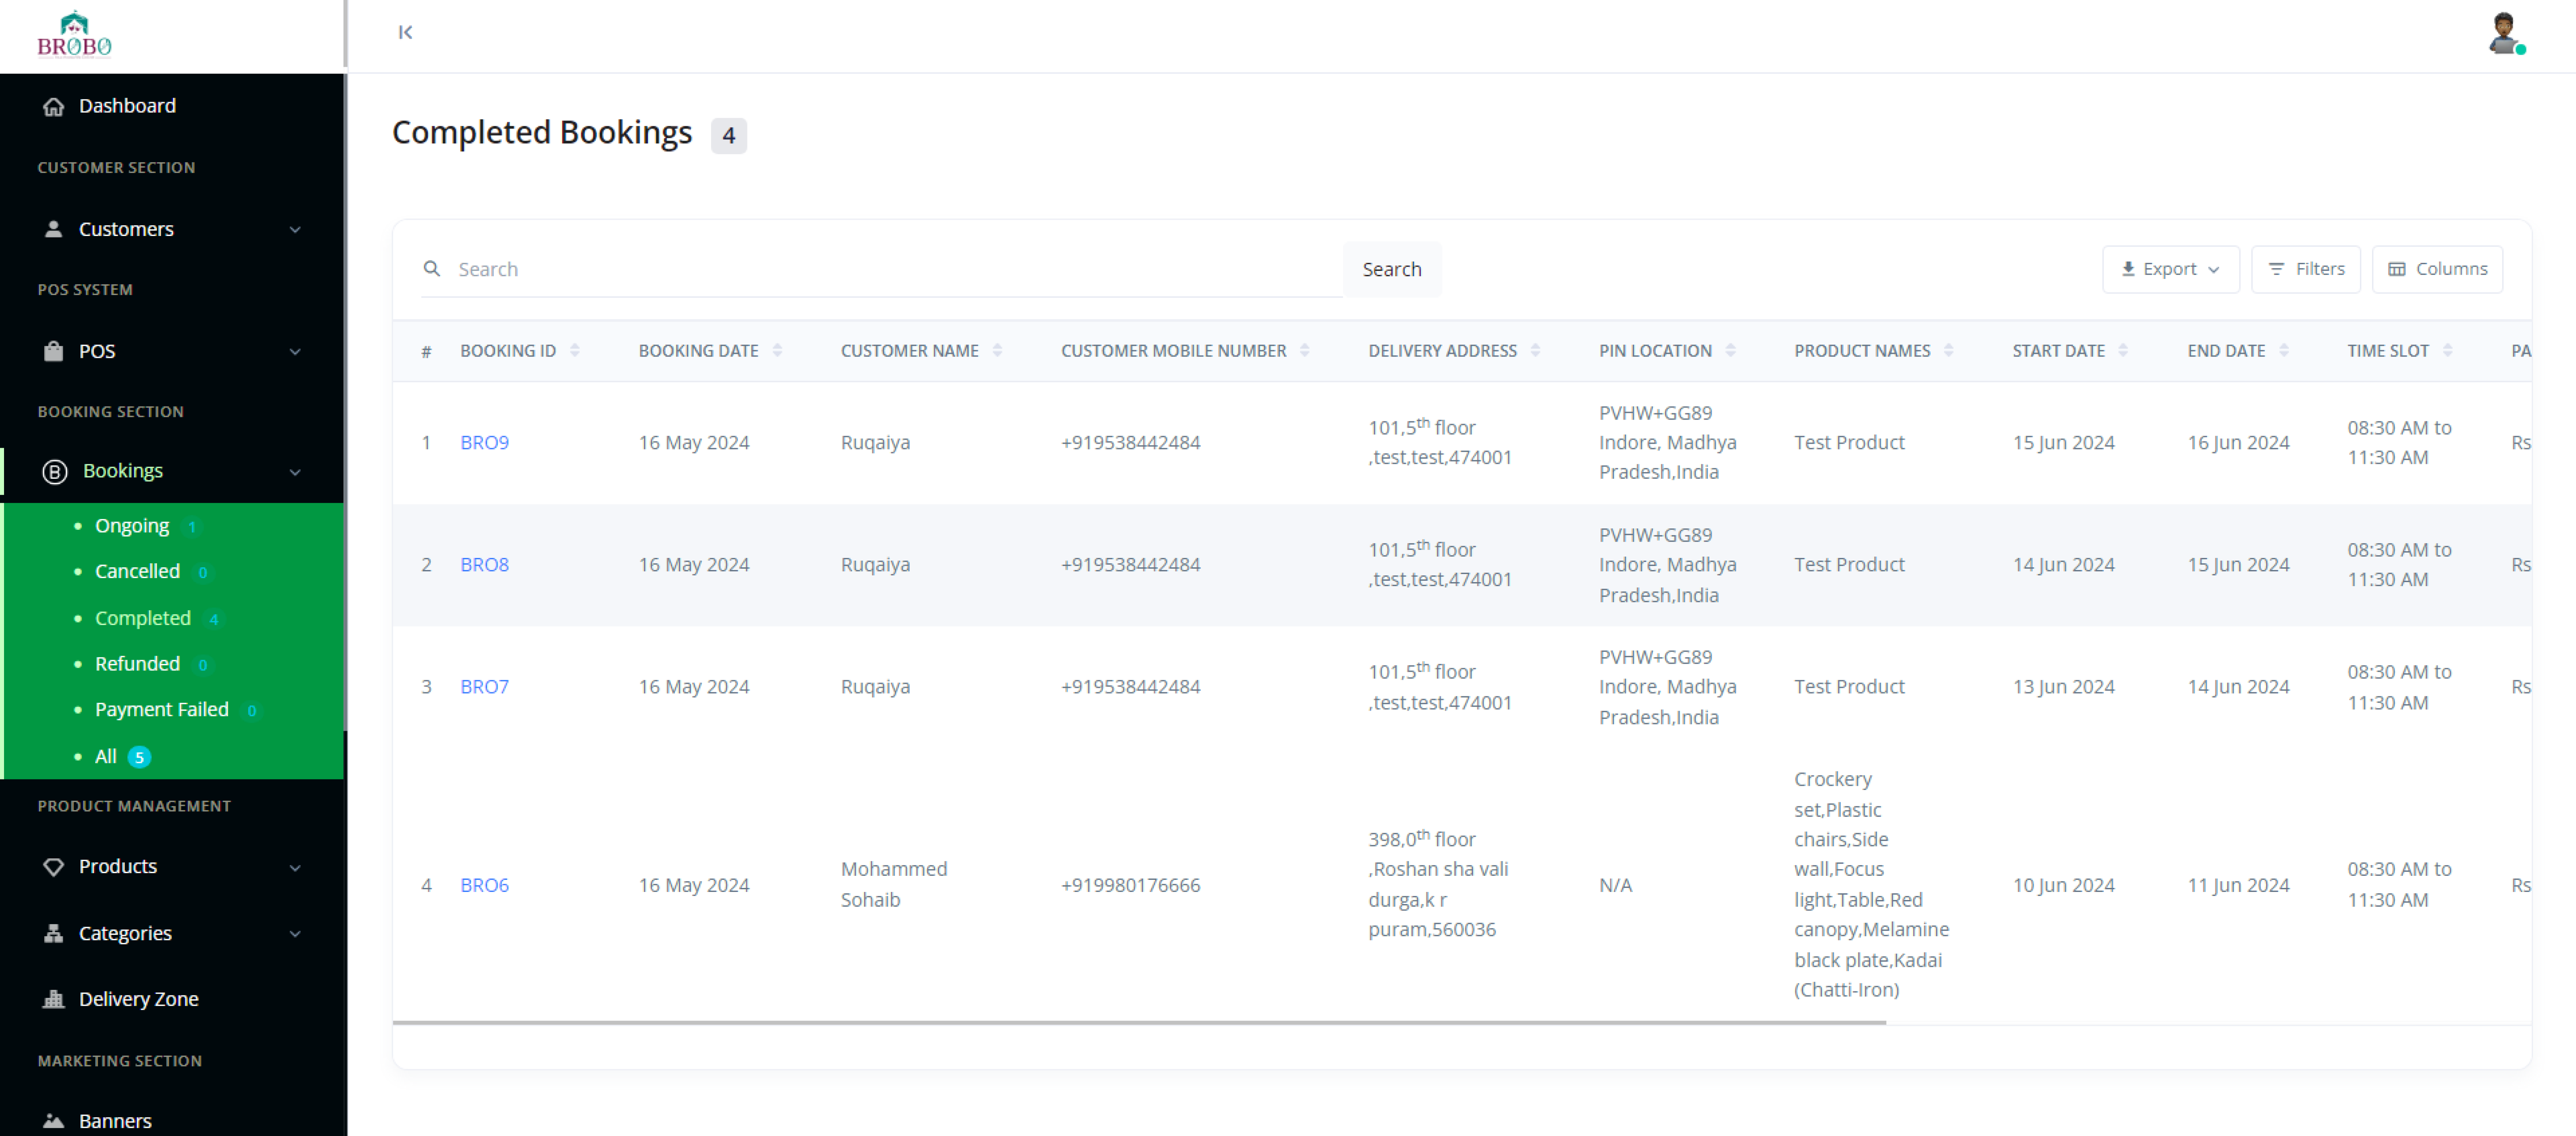 BROBO
Dashboard
CUSTOMER SECTION
Customers
POS SYSTEM
POS
BOOKING SECTION
Bookings
Ongoing 1
Cancelled 0
Completed 4
Refunded 0
Payment Failed 0
All 5
PRODUCT MANAGEMENT
Products
Categories
Delivery Zone
MARKETING SECTION
Banners
Completed Bookings 4
Search Search Export Filters Columns
# BOOKING ID BOOKING DATE CUSTOMER NAME CUSTOMER MOBILE NUMBER DELIVERY ADDRESS PIN LOCATION PRODUCT NAMES START DATE END DATE TIME SLOT PA
1 BRO9 16 May 2024 Ruqaiya +919538442484 101,5th floor
,test,test,474001 PVHW+GG89
Indore, Madhya
Pradesh,India Test Product 15 Jun 2024 16 Jun 2024 08:30 AM to
11:30 AM Rs
2 BRO8 16 May 2024 Ruqaiya +919538442484 101,5th floor
,test,test,474001 PVHW+GG89
Indore, Madhya
Pradesh,India Test Product 14 Jun 2024 15 Jun 2024 08:30 AM to
11:30 AM Rs
3 BRO7 16 May 2024 Ruqaiya +919538442484 101,5th floor
,test,test,474001 PVHW+GG89
Indore, Madhya
Pradesh,India Test Product 13 Jun 2024 14 Jun 2024 08:30 AM to
11:30 AM Rs
4 BRO6 16 May 2024 Mohammed
Sohaib +919980176666 398,0th floor
,Roshan sha vali
durga,k r
puram,560036 N/A Crockery
set,Plastic
chairs,Side
wall,Focus
light,Table,Red
canopy,Melamine
black plate,Kadai
(Chatti-Iron) 10 Jun 2024 11 Jun 2024 08:30 AM to
11:30 AM Rs